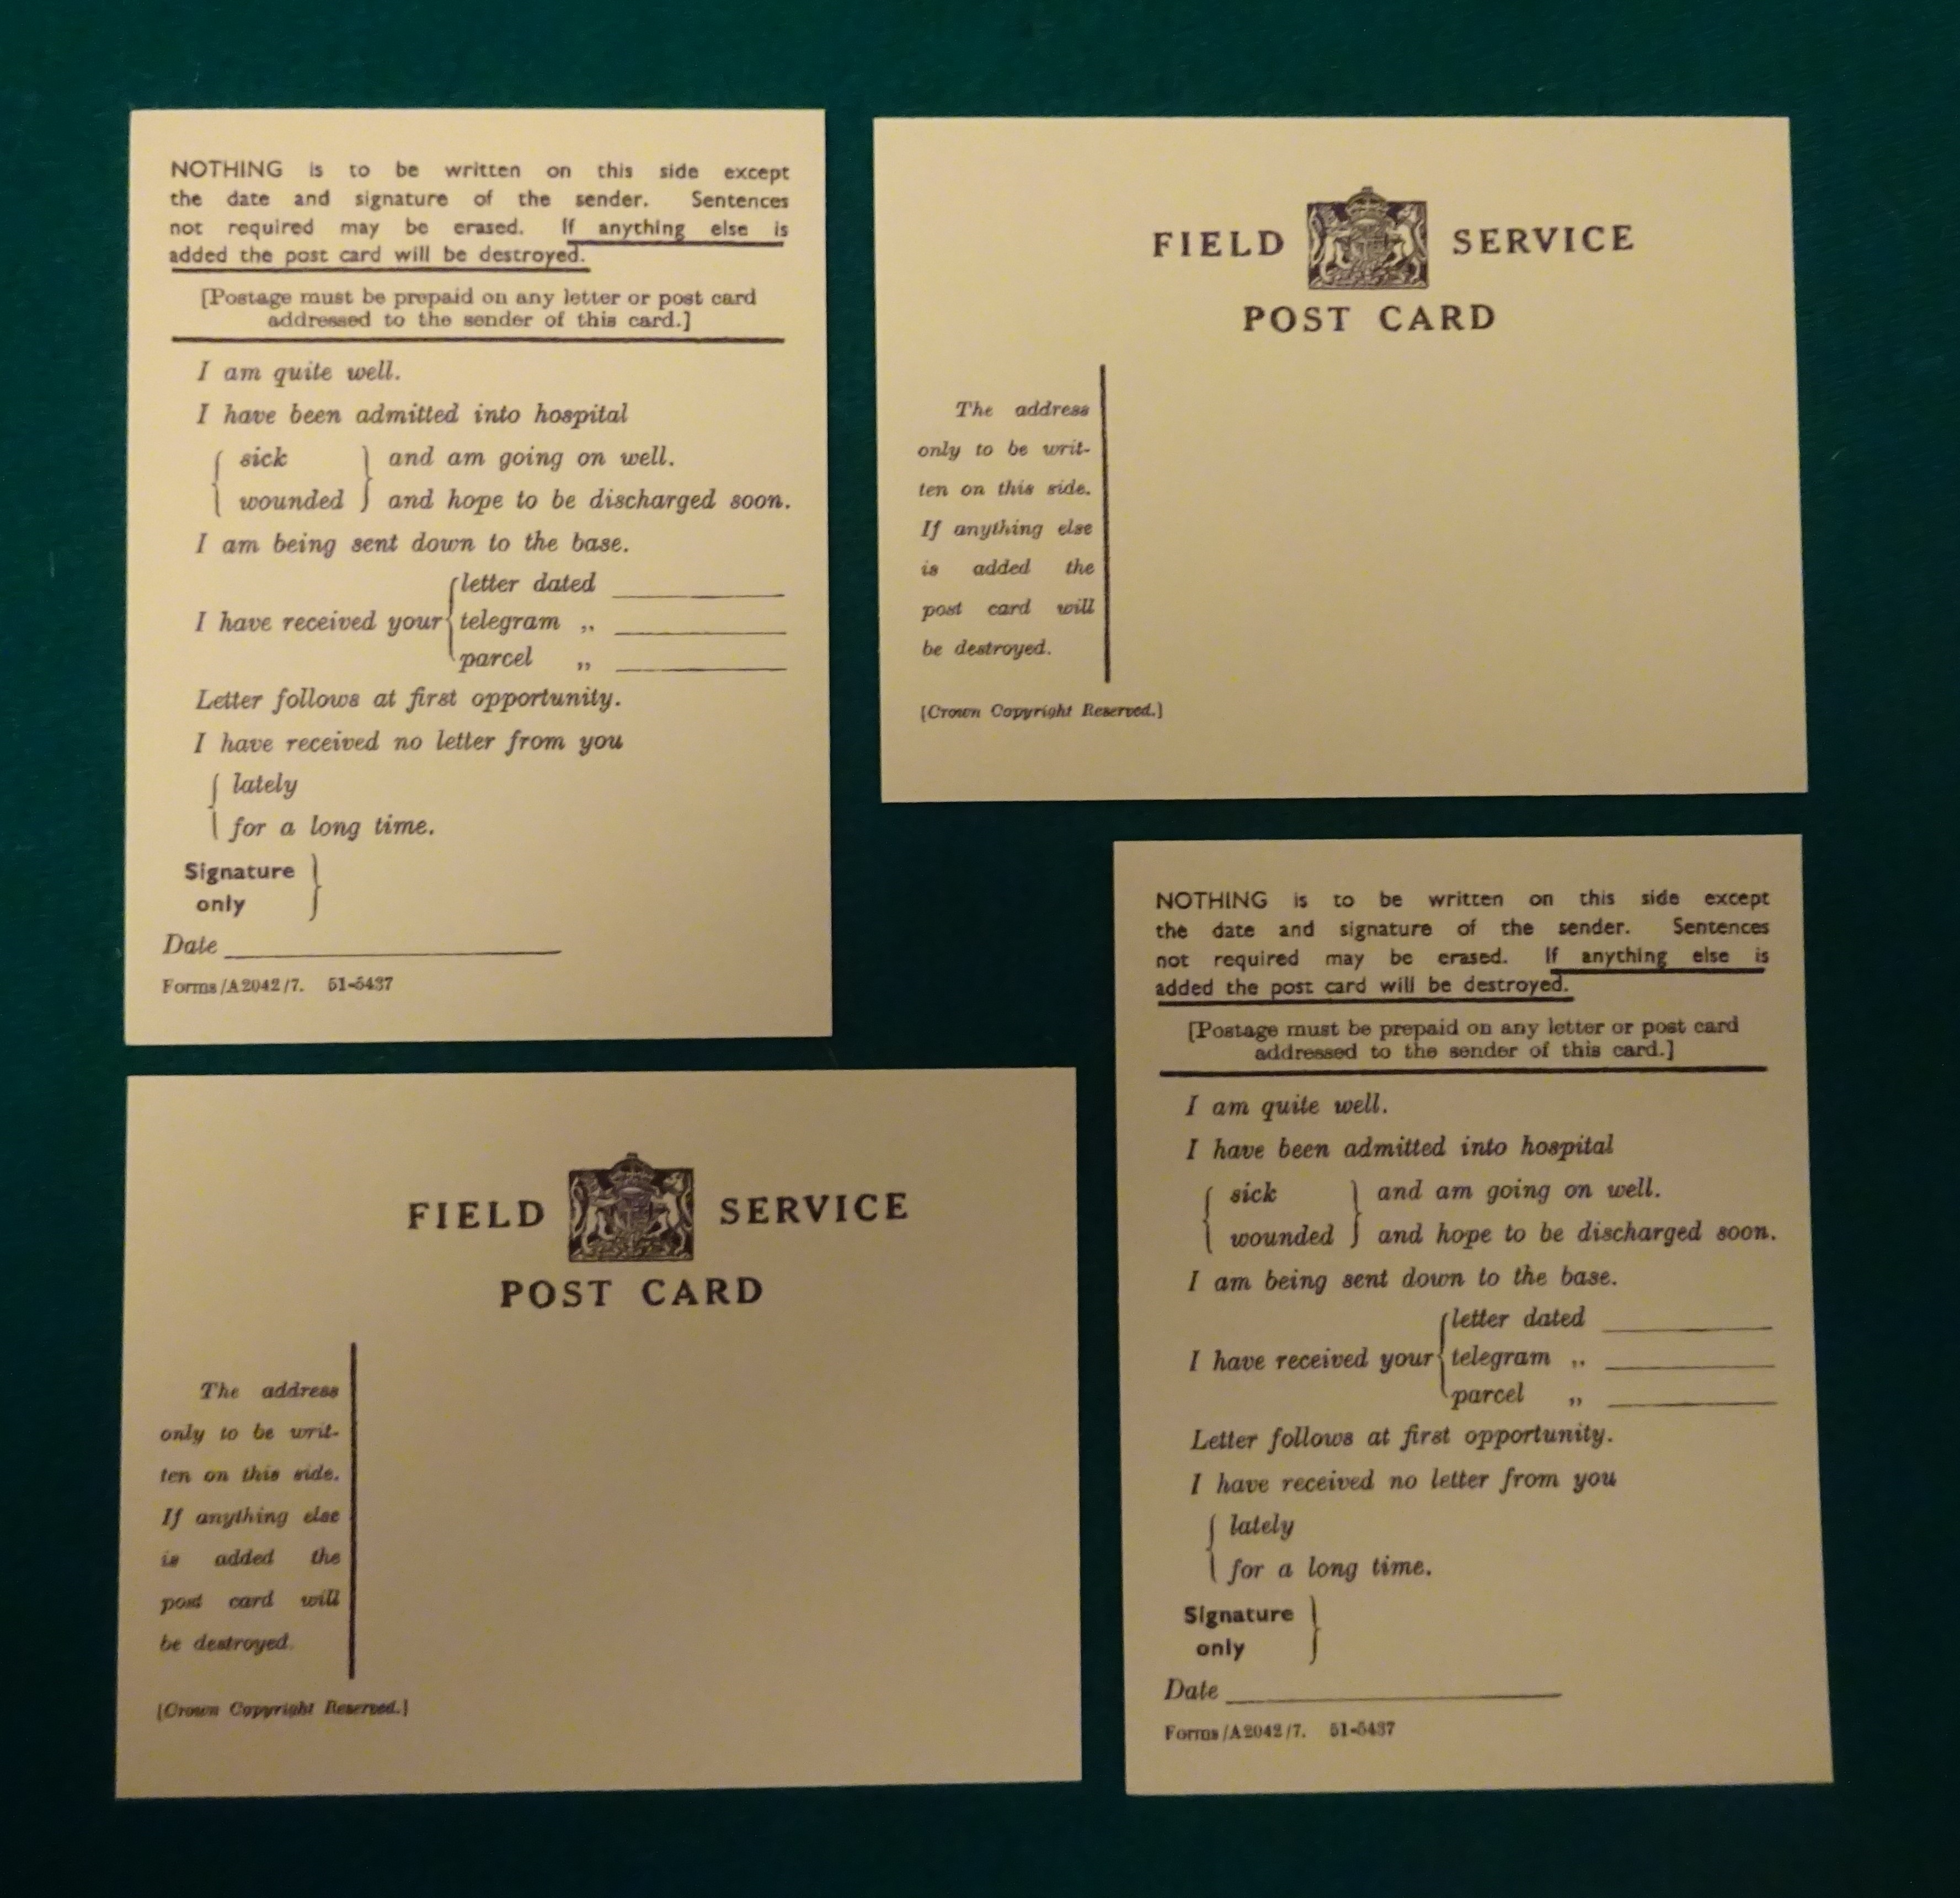 NOTHING is to be written on this side except
the date and signature of the sender. Sentences
not required may be erased. If anything else is
added the post card will be destroyed.
[Postage must be prepaid on any letter or post card
addressed to the sender of this card.]
I am quite well.
I have been admitted into hospital
sick and am going on well.
wounded and hope to be discharged soon.
I am being sent down to the base.
letter dated
I have received your telegram „
parcel „
Letter follows at first opportunity.
I have received no letter from you
lately
for a long time.
Signature
only
Date
Forms/A2042/7. 51-5437
FIELD SERVICE
POST CARD
The address
only to be writ-
ten on this side.
If anything else
is added the
post card will
be destroyed.
[Crown Copyright Reserved.]
FIELD SERVICE
POST CARD
The address
only to be writ-
ten on this side.
If anything else
is added the
post card will
be destroyed.
[Crown Copyright Reserved.]
NOTHING is to be written on this side except
the date and signature of the sender. Sentences
not required may be erased. If anything else is
added the post card will be destroyed.
[Postage must be prepaid on any letter or post card
addressed to the sender of this card.]
I am quite well.
I have been admitted into hospital
sick and am going on well.
wounded and hope to be discharged soon.
I am being sent down to the base.
letter dated
I have received your telegram „
parcel „
Letter follows at first opportunity.
I have received no letter from you
lately
for a long time.
Signature
only
Date
Forms/A2042/7. 51-5437